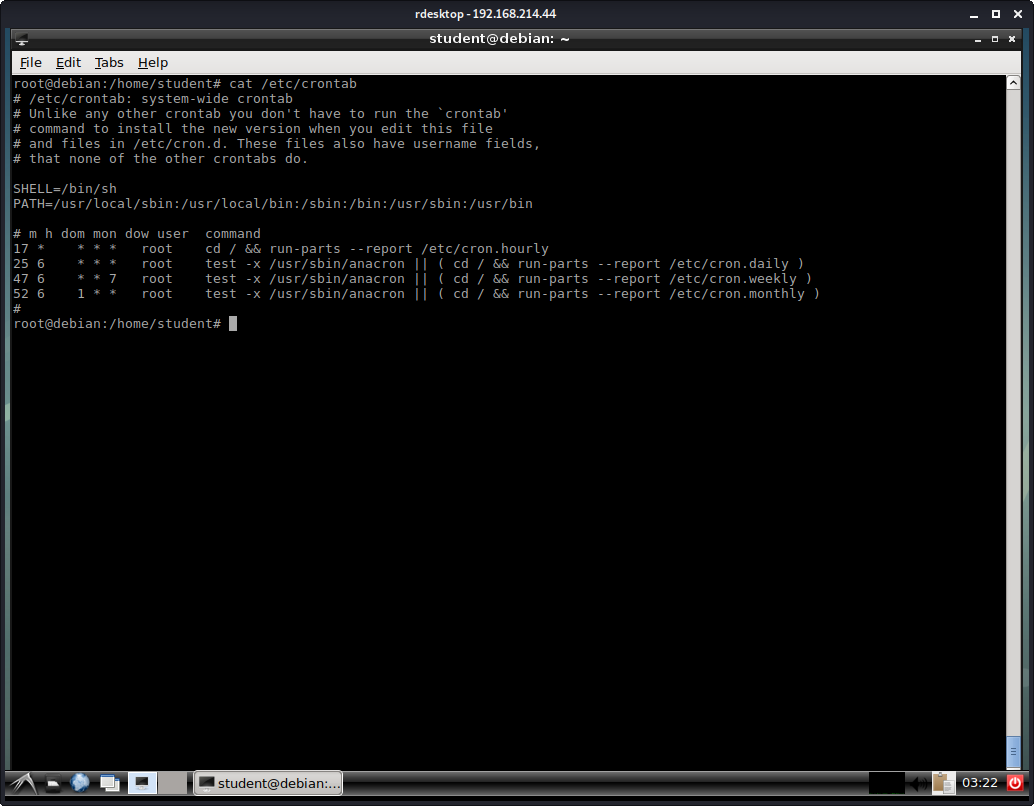 rdesktop - 192.168.214.44
student@debian: ~
File Edit Tabs Help
root@debian:/home/student# cat /etc/crontab
# /etc/crontab: system-wide crontab
# Unlike any other crontab you don't have to run the `crontab'
# command to install the new version when you edit this file
# and files in /etc/cron.d. These files also have username fields,
# that none of the other crontabs do.

SHELL=/bin/sh
PATH=/usr/local/sbin:/usr/local/bin:/sbin:/bin:/usr/sbin:/usr/bin

# m h dom mon dow user  command
17 *    * * *   root    cd / && run-parts --report /etc/cron.hourly
25 6    * * *   root    test -x /usr/sbin/anacron || ( cd / && run-parts --report /etc/cron.daily )
47 6    * * 7   root    test -x /usr/sbin/anacron || ( cd / && run-parts --report /etc/cron.weekly )
52 6    1 * *   root    test -x /usr/sbin/anacron || ( cd / && run-parts --report /etc/cron.monthly )
#
root@debian:/home/student#
student@debian:...
03:22